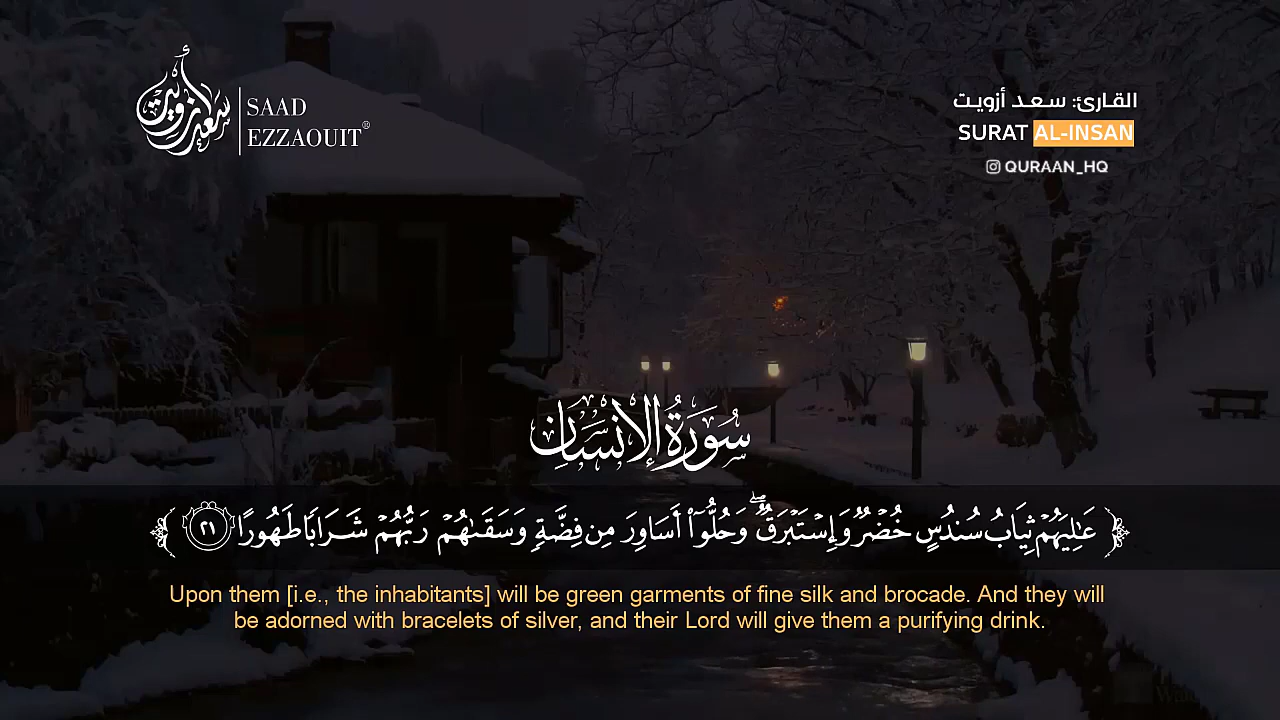 سعد أزويت
SAAD
EZZAOUIT®
القارئ: سعد أزويت
SURAT AL-INSAN
QURAAN_HQ
سُورَةُ الإِنسَانِ
عَٰلِيَهُمْ ثِيَابُ سُندُسٍ خُضْرٌ وَإِسْتَبْرَقٌ ۖ وَحُلُّوٓا۟ أَسَاوِرَ مِن فِضَّةٍ وَسَقَىٰهُمْ رَبُّهُمْ شَرَابًا طَهُورًا ٢١
Upon them [i.e., the inhabitants] will be green garments of fine silk and brocade. And they will
be adorned with bracelets of silver, and their Lord will give them a purifying drink.